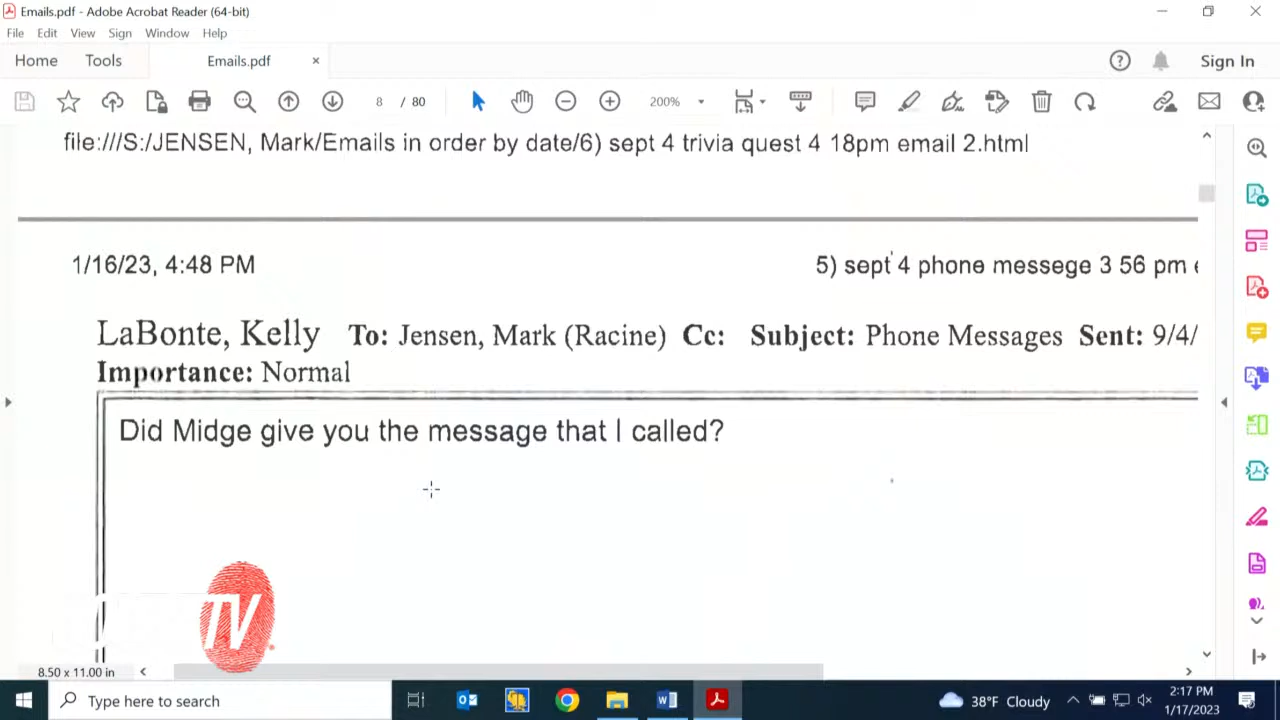 Emails.pdf - Adobe Acrobat Reader (64-bit)
File Edit View Sign Window Help
Home Tools Emails.pdf × Sign In
8 / 80 200%
file:///S:/JENSEN, Mark/Emails in order by date/6) sept 4 trivia quest 4 18pm email 2.html
1/16/23, 4:48 PM 5) sept 4 phone messege 3 56 pm
LaBonte, Kelly To: Jensen, Mark (Racine) Cc: Subject: Phone Messages Sent: 9/4/
Importance: Normal
Did Midge give you the message that I called?
TV
8.50 x 11.00 in
Type here to search 38°F Cloudy 2:17 PM
1/17/2023